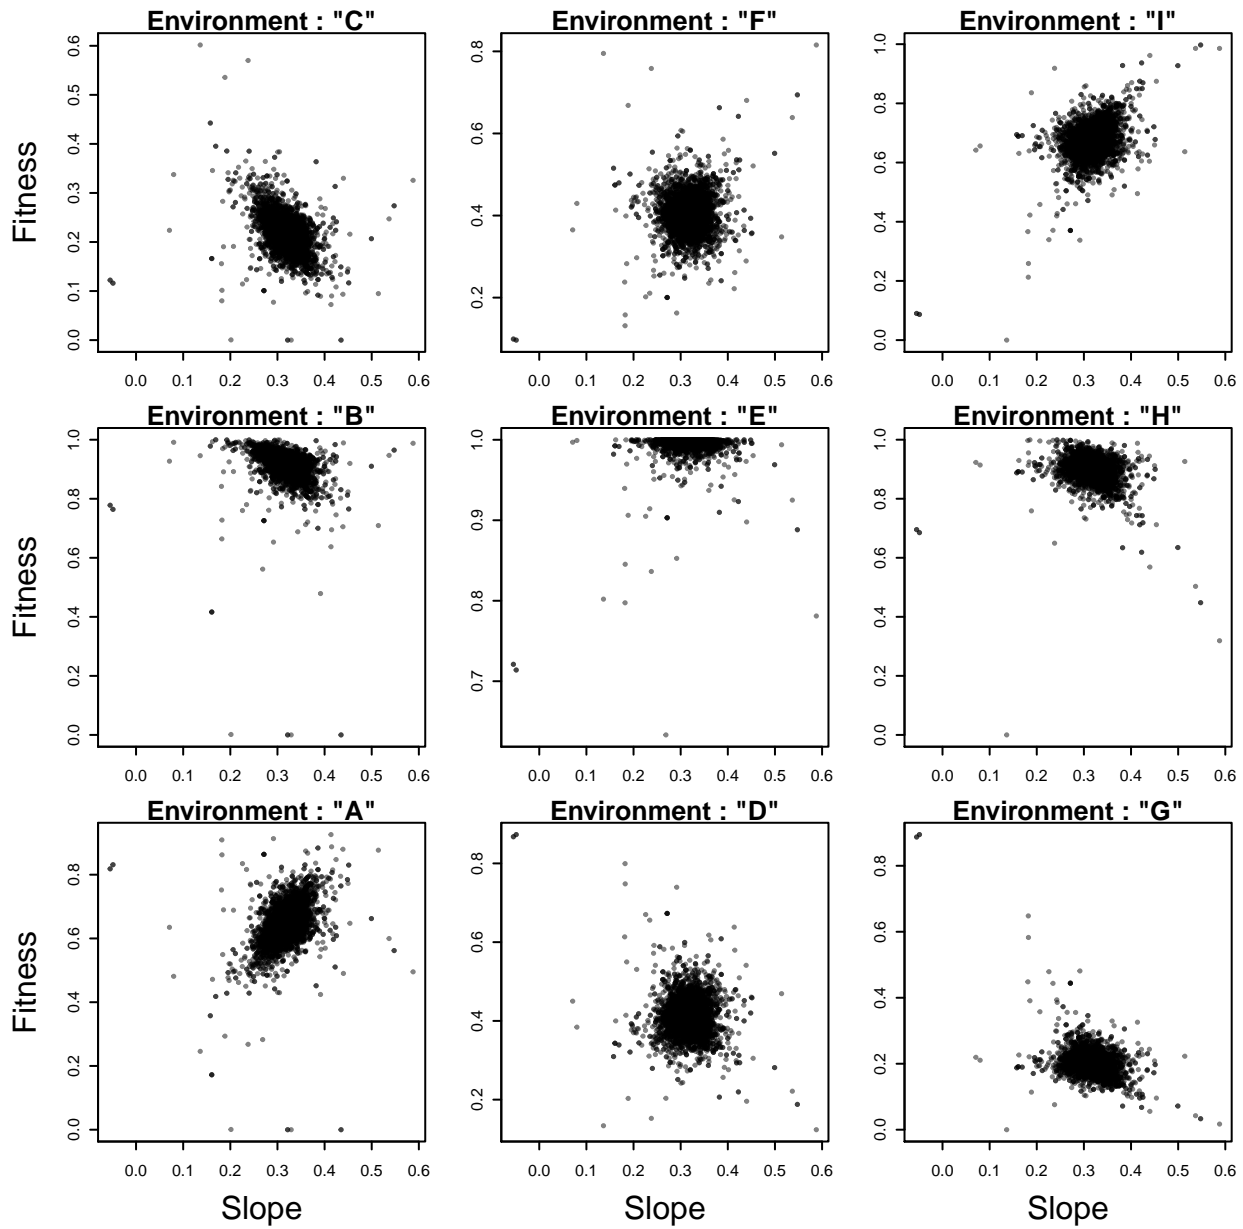 Environment : "C"
Environment : "F"
Environment : "I"
Fitness
0.0 0.1 0.2 0.3 0.4 0.5 0.6
0.2 0.4 0.6 0.8
0.0 0.2 0.4 0.6 0.8 1.0
0.0 0.1 0.2 0.3 0.4 0.5 0.6
0.0 0.1 0.2 0.3 0.4 0.5 0.6
0.0 0.1 0.2 0.3 0.4 0.5 0.6
Environment : "B"
Environment : "E"
Environment : "H"
Fitness
0.0 0.2 0.4 0.6 0.8 1.0
0.7 0.8 0.9 1.0
0.0 0.2 0.4 0.6 0.8 1.0
0.0 0.1 0.2 0.3 0.4 0.5 0.6
0.0 0.1 0.2 0.3 0.4 0.5 0.6
0.0 0.1 0.2 0.3 0.4 0.5 0.6
Environment : "A"
Environment : "D"
Environment : "G"
Fitness
0.0 0.2 0.4 0.6 0.8
0.2 0.4 0.6 0.8
0.0 0.2 0.4 0.6 0.8
0.0 0.1 0.2 0.3 0.4 0.5 0.6
0.0 0.1 0.2 0.3 0.4 0.5 0.6
0.0 0.1 0.2 0.3 0.4 0.5 0.6
Slope
Slope
Slope